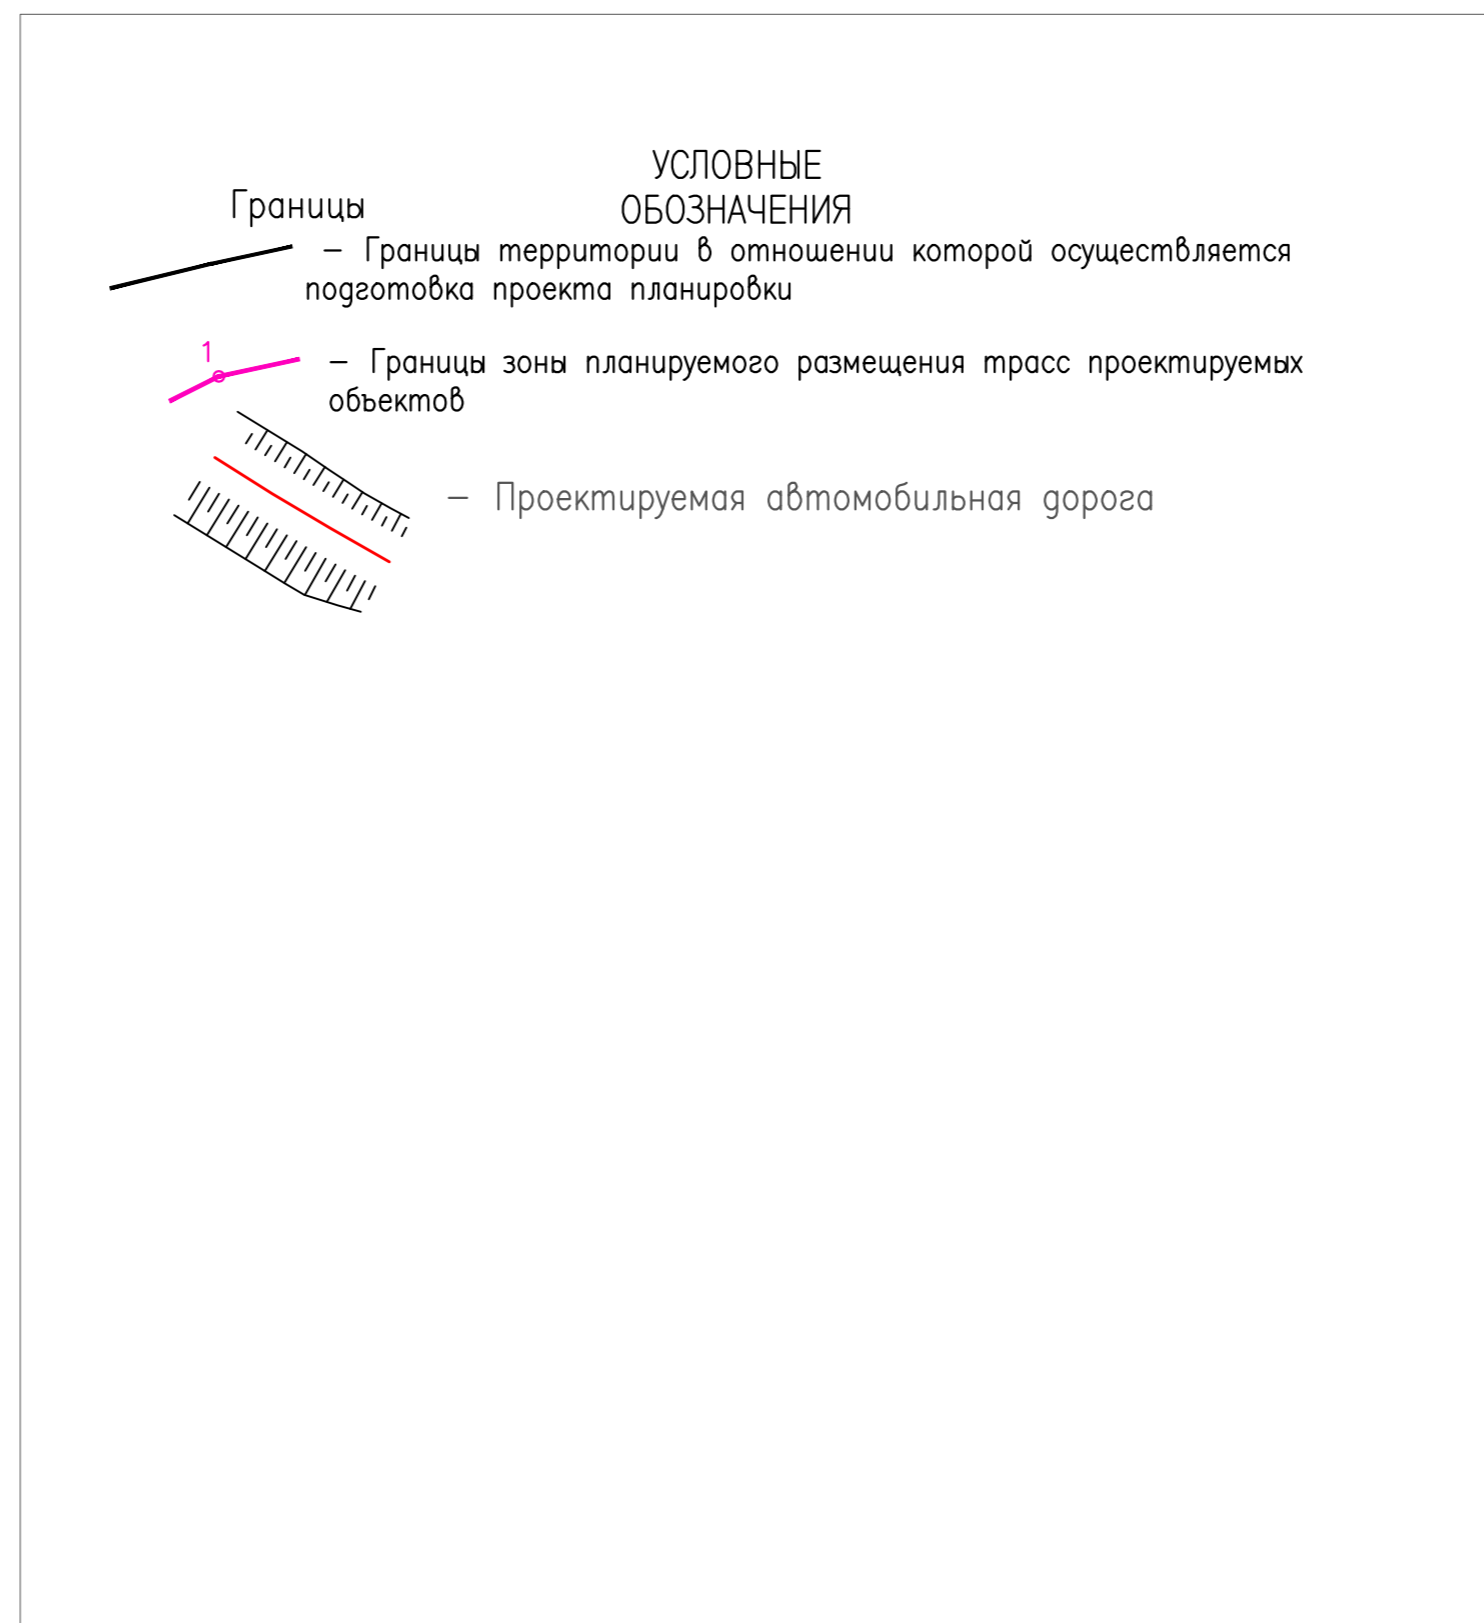 УСЛОВНЫЕ
ОБОЗНАЧЕНИЯ
Границы
– Границы территории в отношении которой осуществляется
подготовка проекта планировки
1
– Границы зоны планируемого размещения трасс проектируемых
объектов
– Проектируемая автомобильная дорога